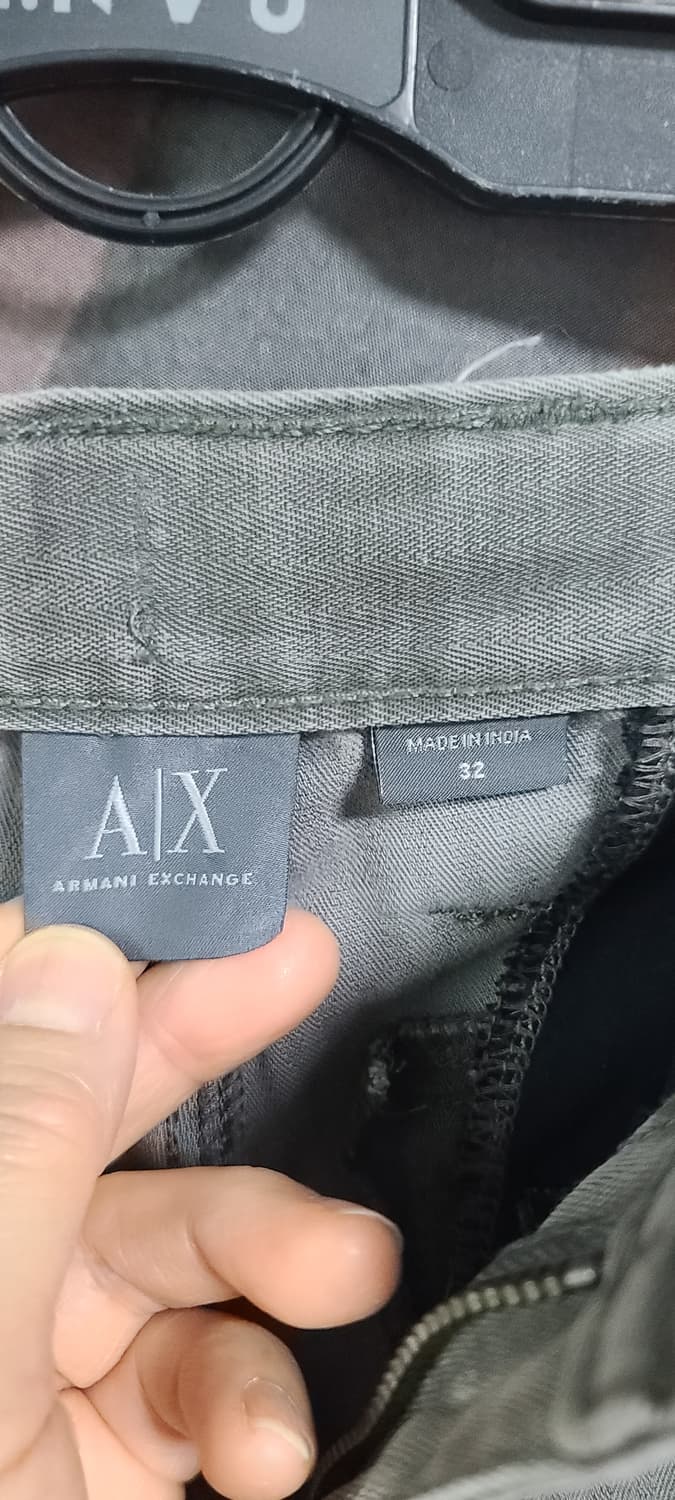 A|X
ARMANI EXCHANGE
MADE IN INDIA
32